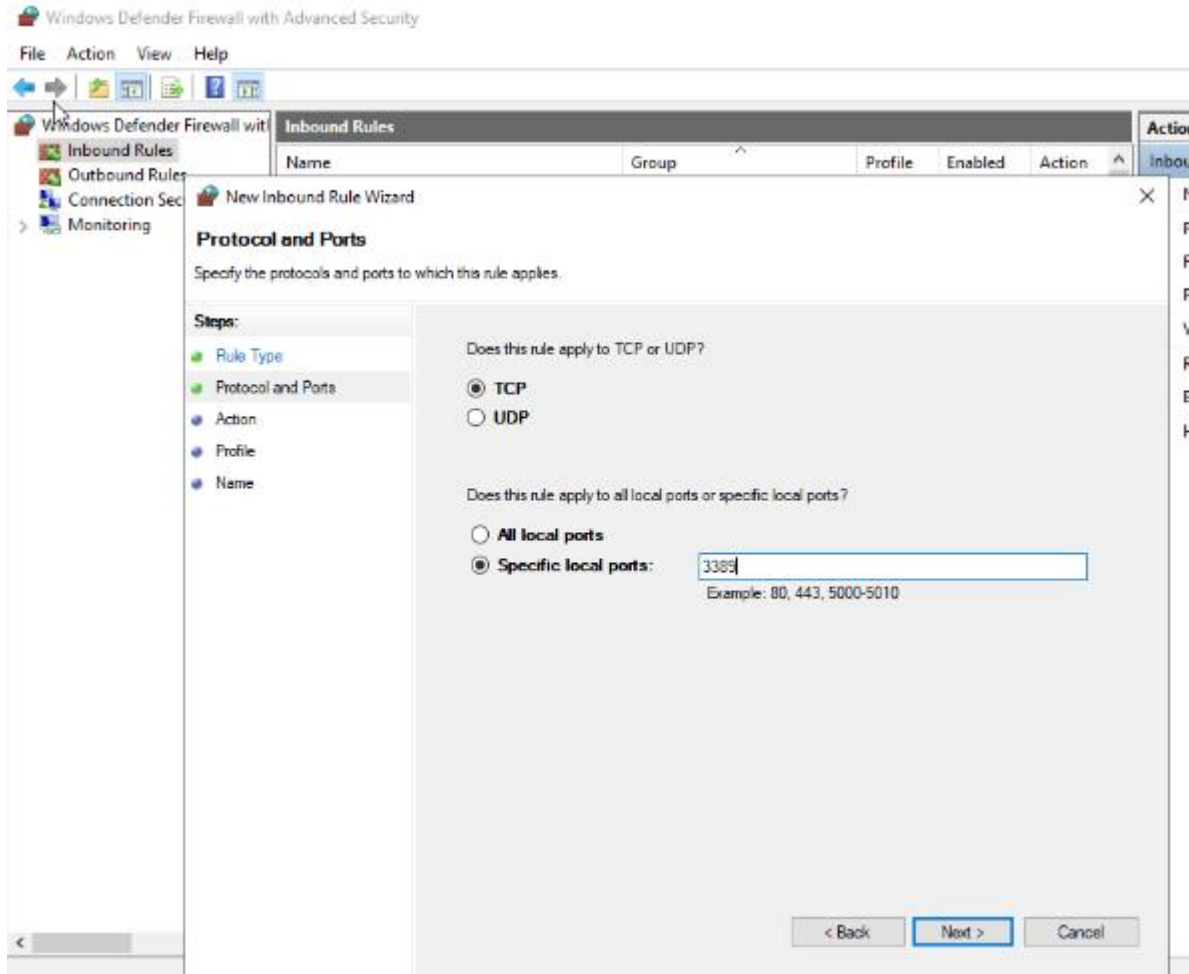 Windows Defender Firewall with Advanced Security
File Action View Help
Windows Defender Firewall with
Inbound Rules
Outbound Rules
Connection Sec
Monitoring
Inbound Rules
Name Group Profile Enabled Action
Action
Inbou
New Inbound Rule Wizard
Protocol and Ports
Specify the protocols and ports to which this rule applies.
Steps:
Rule Type
Protocol and Ports
Action
Profile
Name
Does this rule apply to TCP or UDP?
TCP
UDP
Does this rule apply to all local ports or specific local ports?
All local ports
Specific local ports: 3389
Example: 80, 443, 5000-5010
< Back Next > Cancel